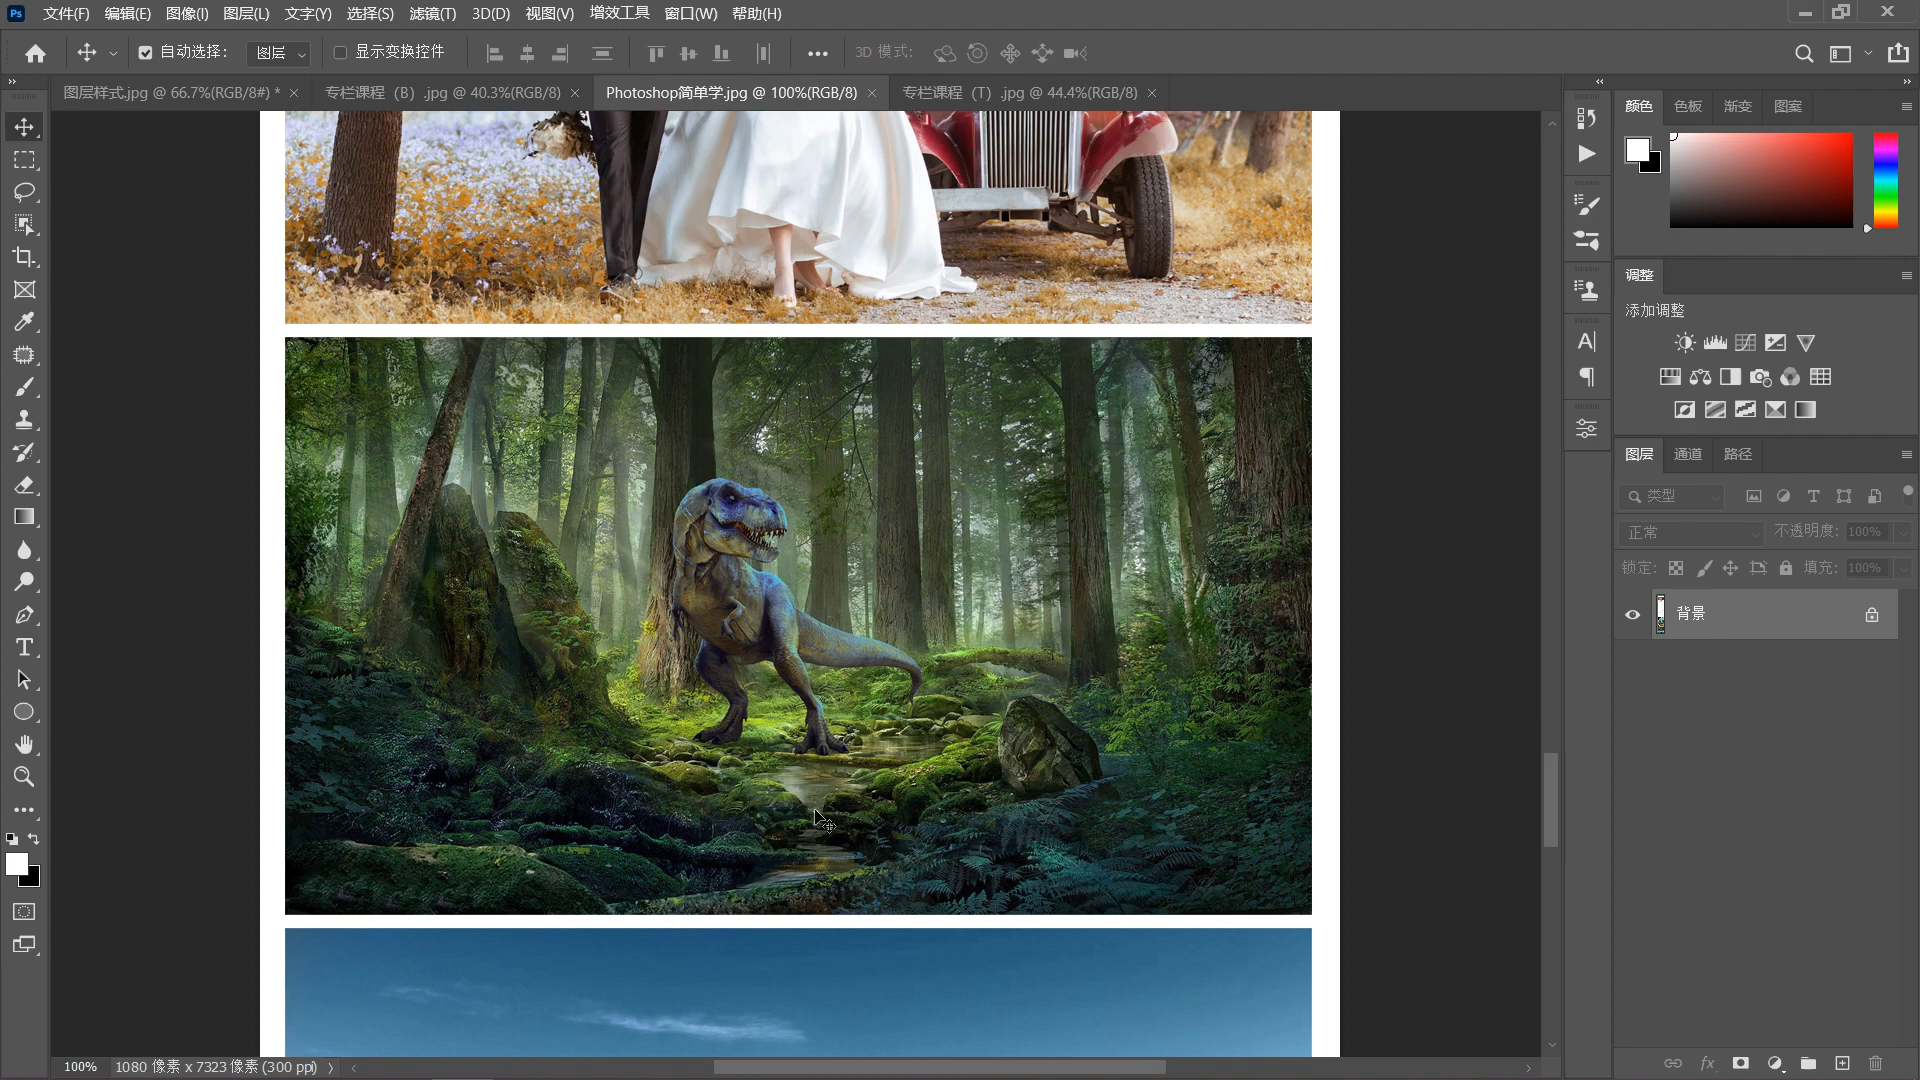 Ps 文件(F) 编辑(E) 图像(I) 图层(L) 文字(Y) 选择(S) 滤镜(T) 3D(D) 视图(V) 增效工具 窗口(W) 帮助(H)
自动选择： 图层 显示变换控件 3D 模式：
图层样式.jpg @ 66.7%(RGB/8#) * 专栏课程（B）.jpg @ 40.3%(RGB/8) Photoshop简单学.jpg @ 100%(RGB/8) 专栏课程（T）.jpg @ 44.4%(RGB/8)
颜色 色板 渐变 图案
调整
添加调整
图层 通道 路径
类型
正常 不透明度: 100%
锁定: 填充: 100%
背景
100% 1080 像素 x 7323 像素 (300 ppi)